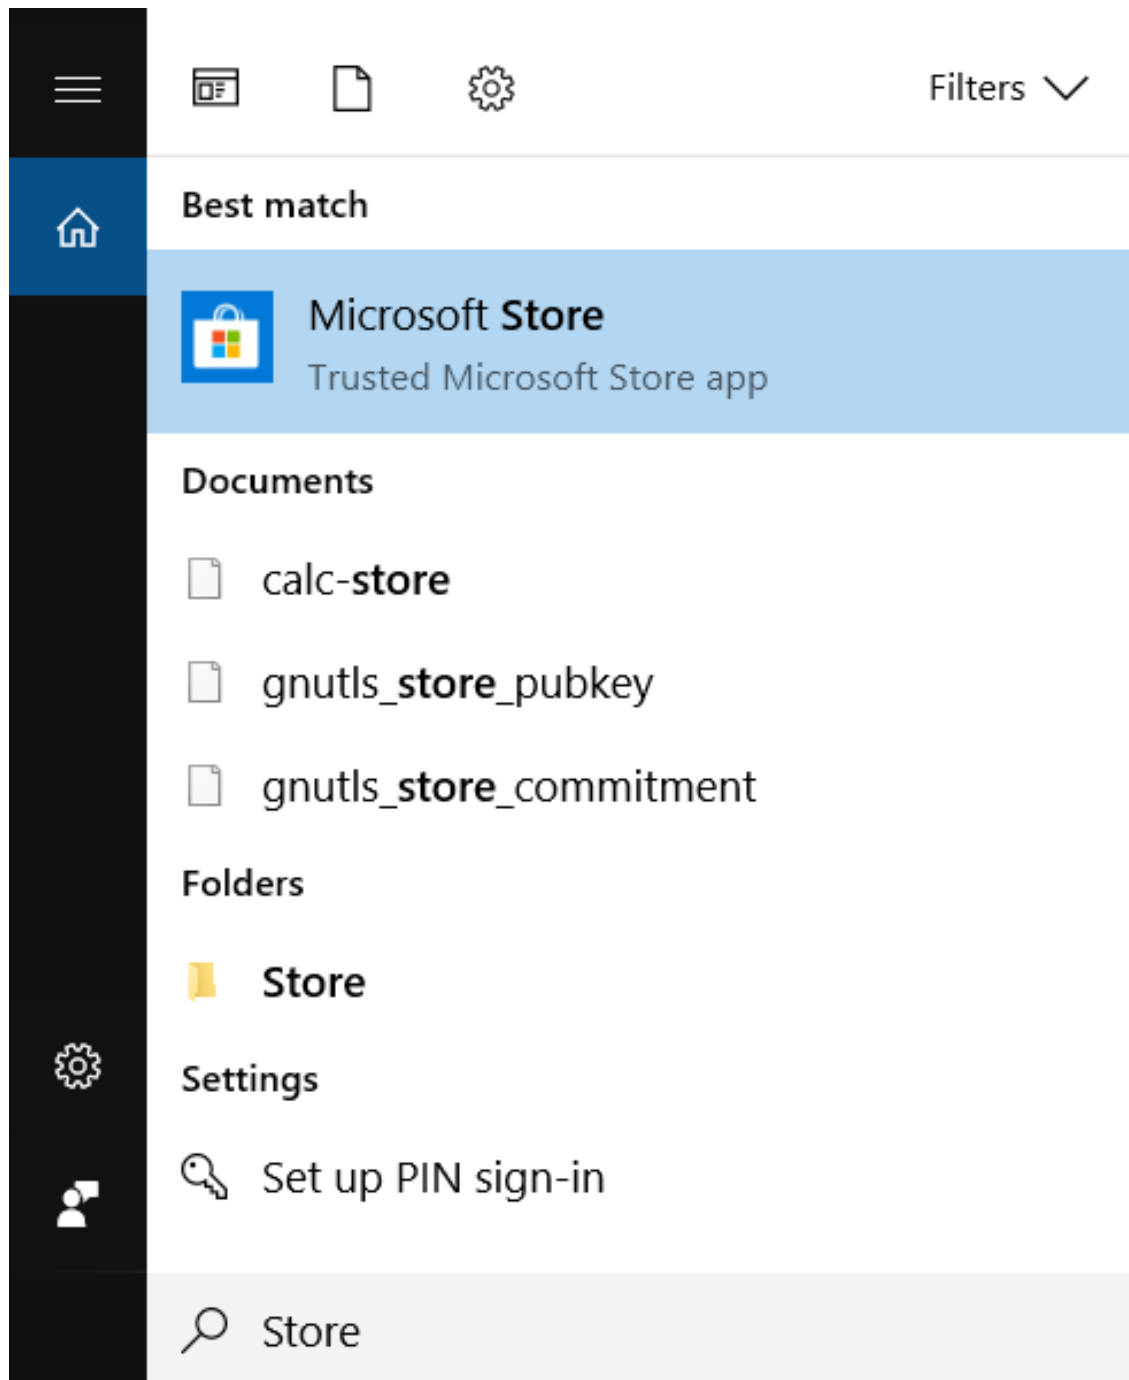 Filters
Best match
Microsoft Store
Trusted Microsoft Store app
Documents
calc-store
gnutls_store_pubkey
gnutls_store_commitment
Folders
Store
Settings
Set up PIN sign-in
Store